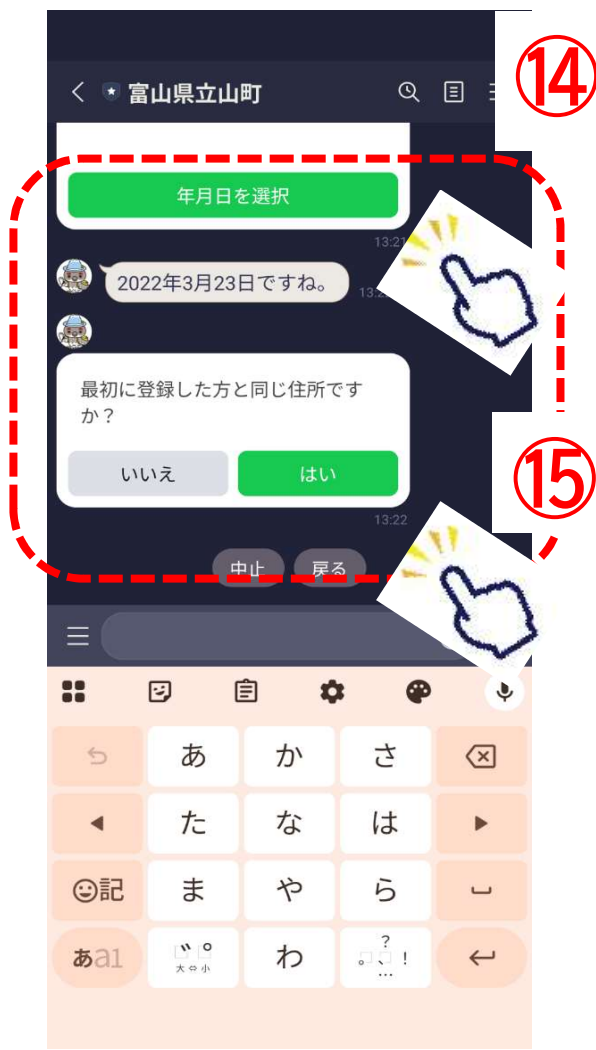 ⑭
富山県立山町
年月日を選択
13:21
2022年3月23日ですね。
最初に登録した方と同じ住所です
か？
いいえ
はい
⑮
13:22
中止
戻る
あ
か
さ
た
な
は
記
ま
や
ら
あa1
大⇔小
わ
。、?!…